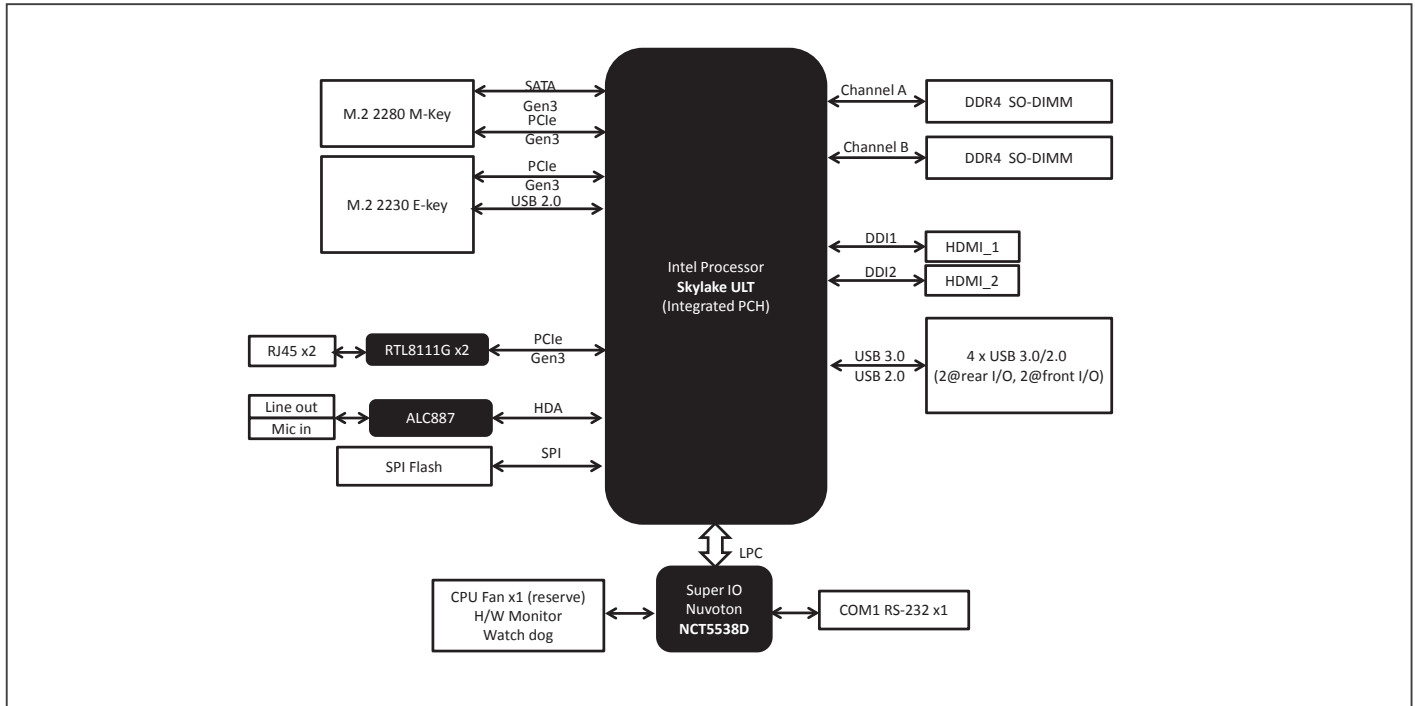 M.2 2280 M-Key
SATA
Gen3
PCIe
Gen3
M.2 2230 E-key
PCIe
Gen3
USB 2.0
RJ45 x2
RTL8111G x2
PCIe
Gen3
Line out
Mic in
ALC887
HDA
SPI Flash
SPI
Intel Processor
Skylake ULT
(Integrated PCH)
Channel A
DDR4 SO-DIMM
Channel B
DDR4 SO-DIMM
DDI1
HDMI_1
DDI2
HDMI_2
USB 3.0
USB 2.0
4 x USB 3.0/2.0
(2@rear I/O, 2@front I/O)
LPC
CPU Fan x1 (reserve)
H/W Monitor
Watch dog
Super IO
Nuvoton
NCT5538D
COM1 RS-232 x1